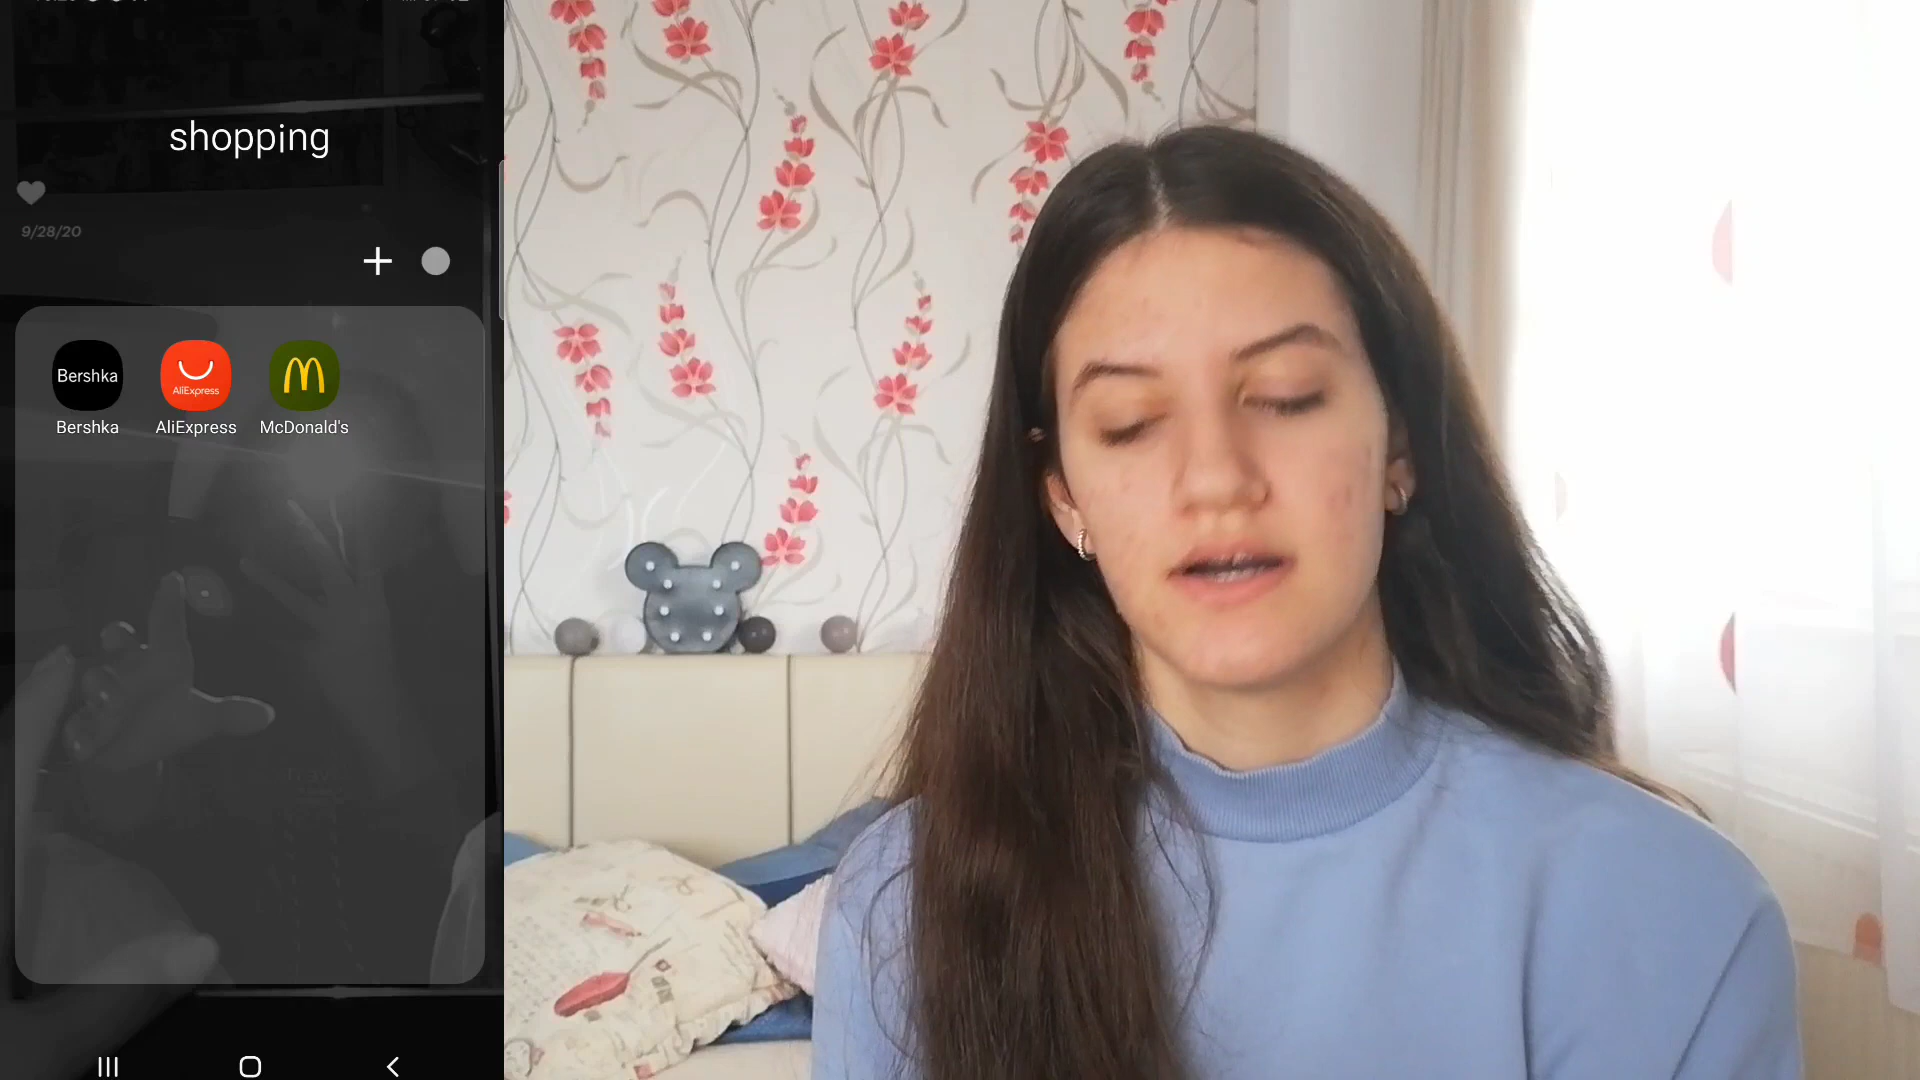 shopping
9/28/20
Bershka
AliExpress
Bershka
AliExpress
McDonald's